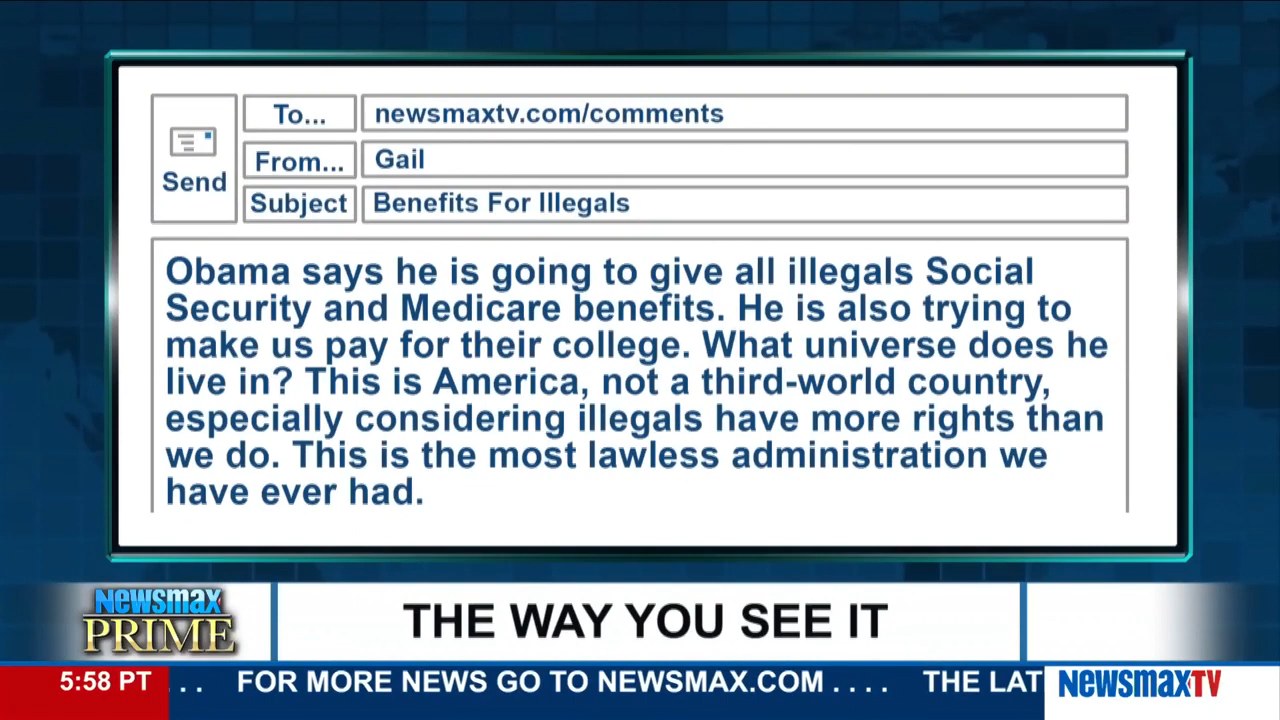 To...
newsmaxtv.com/comments
Send
From...
Gail
Subject
Benefits For Illegals
Obama says he is going to give all illegals Social
Security and Medicare benefits. He is also trying to
make us pay for their college. What universe does he
live in? This is America, not a third-world country,
especially considering illegals have more rights than
we do. This is the most lawless administration we
have ever had.
Newsmax
PRIME
THE WAY YOU SEE IT
5:58 PT
. . . FOR MORE NEWS GO TO NEWSMAX.COM . . . . THE LAT
NewsmaxTV